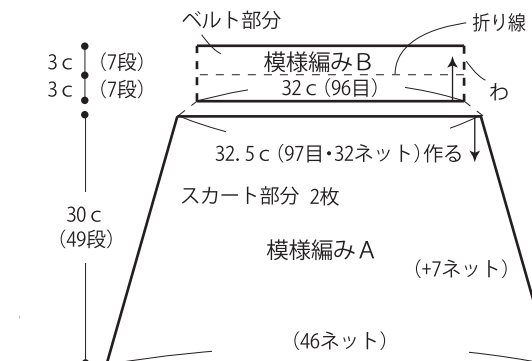 ベルト部分
折り線
3c（7段）
模様編みB
3c（7段）
32c（96目）
わ
32.5c（97目・32ネット）作る
スカート部分 2枚
30c
（49段）
模様編みA
（+7ネット）
（46ネット）